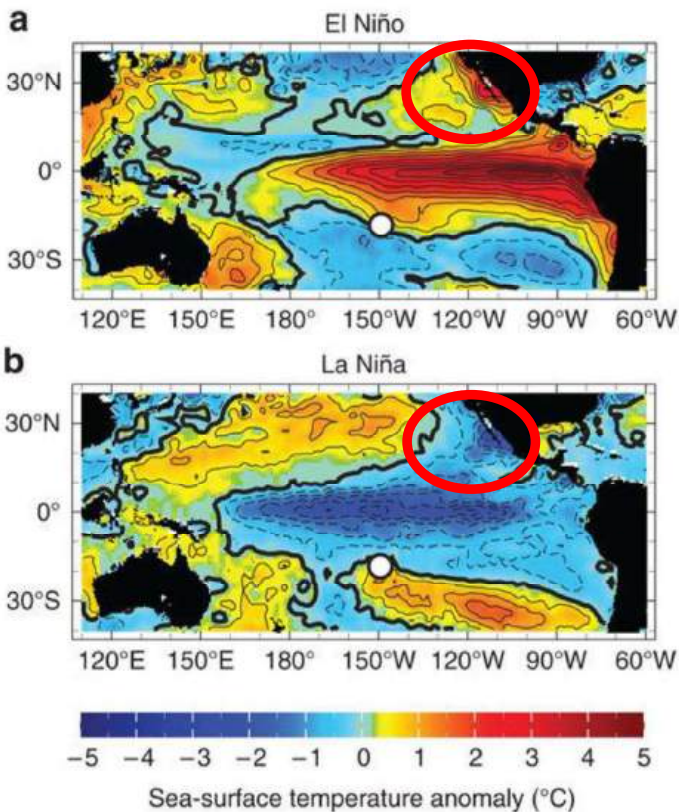 a
El Niño
30°N
0°
30°S
120°E 150°E 180° 150°W 120°W 90°W 60°W
b
La Niña
30°N
0°
30°S
120°E 150°E 180° 150°W 120°W 90°W 60°W
−5 −4 −3 −2 −1 0 1 2 3 4 5
Sea-surface temperature anomaly (°C)